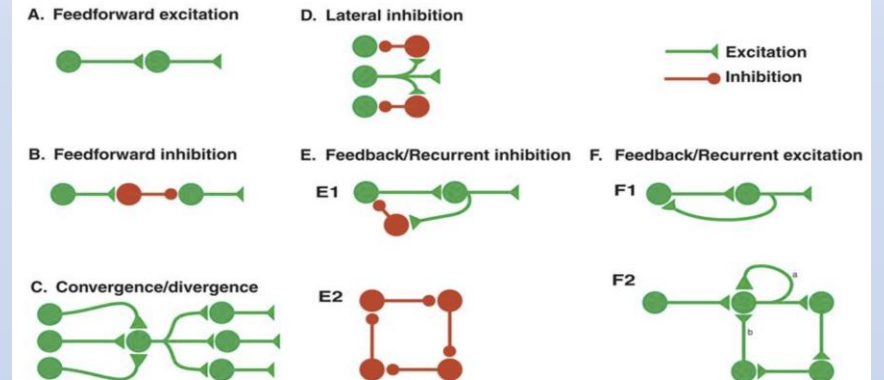 A. Feedforward excitation
D. Lateral inhibition
Excitation
Inhibition
B. Feedforward inhibition
E. Feedback/Recurrent inhibition
F. Feedback/Recurrent excitation
E1
F1
C. Convergence/divergence
E2
F2
a
b